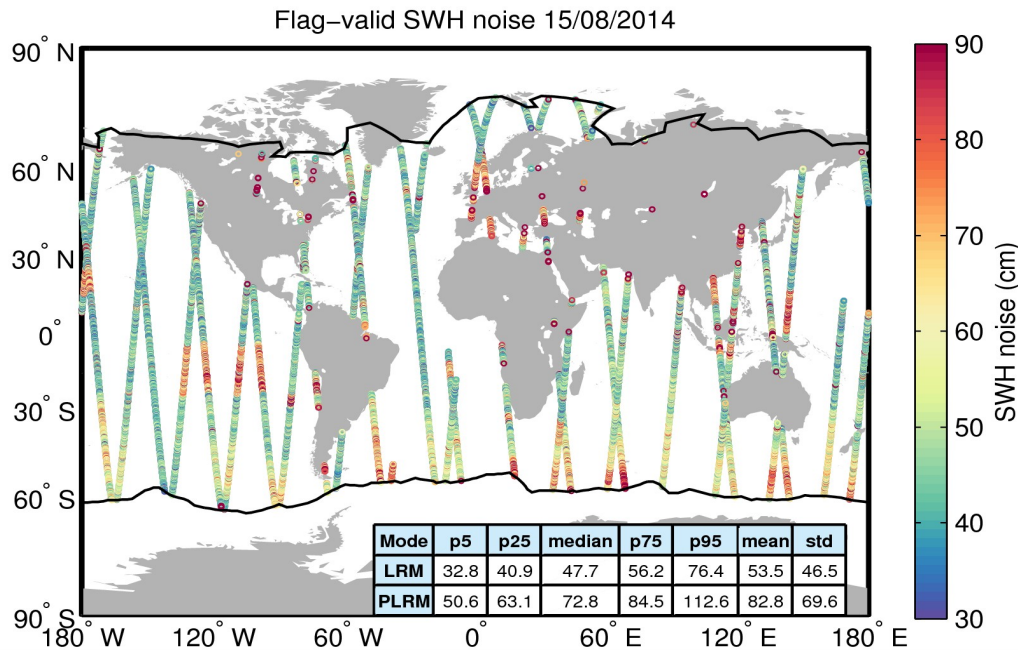 Flag−valid SWH noise 15/08/2014
90° N
60° N
30° N
0°
30° S
60° S
90° S
180° W
120° W
60° W
0°
60° E
120° E
180° E
90
80
70
60
50
40
30
SWH noise (cm)
Mode p5 p25 median p75 p95 mean std
LRM 32.8 40.9 47.7 56.2 76.4 53.5 46.5
PLRM 50.6 63.1 72.8 84.5 112.6 82.8 69.6